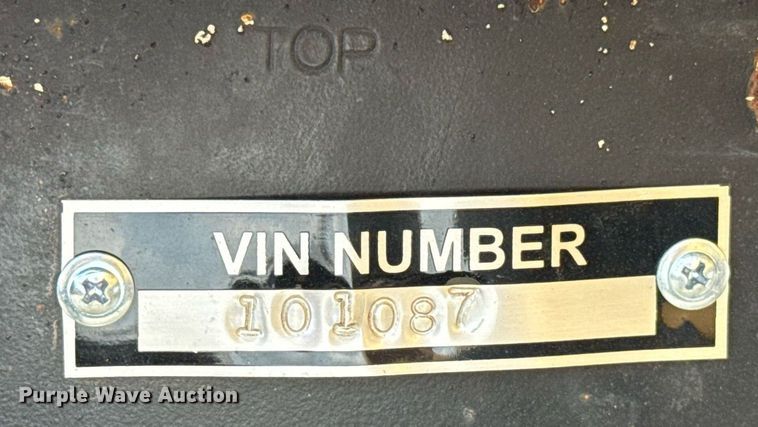 TOP
VIN NUMBER
101087
Purple Wave Auction